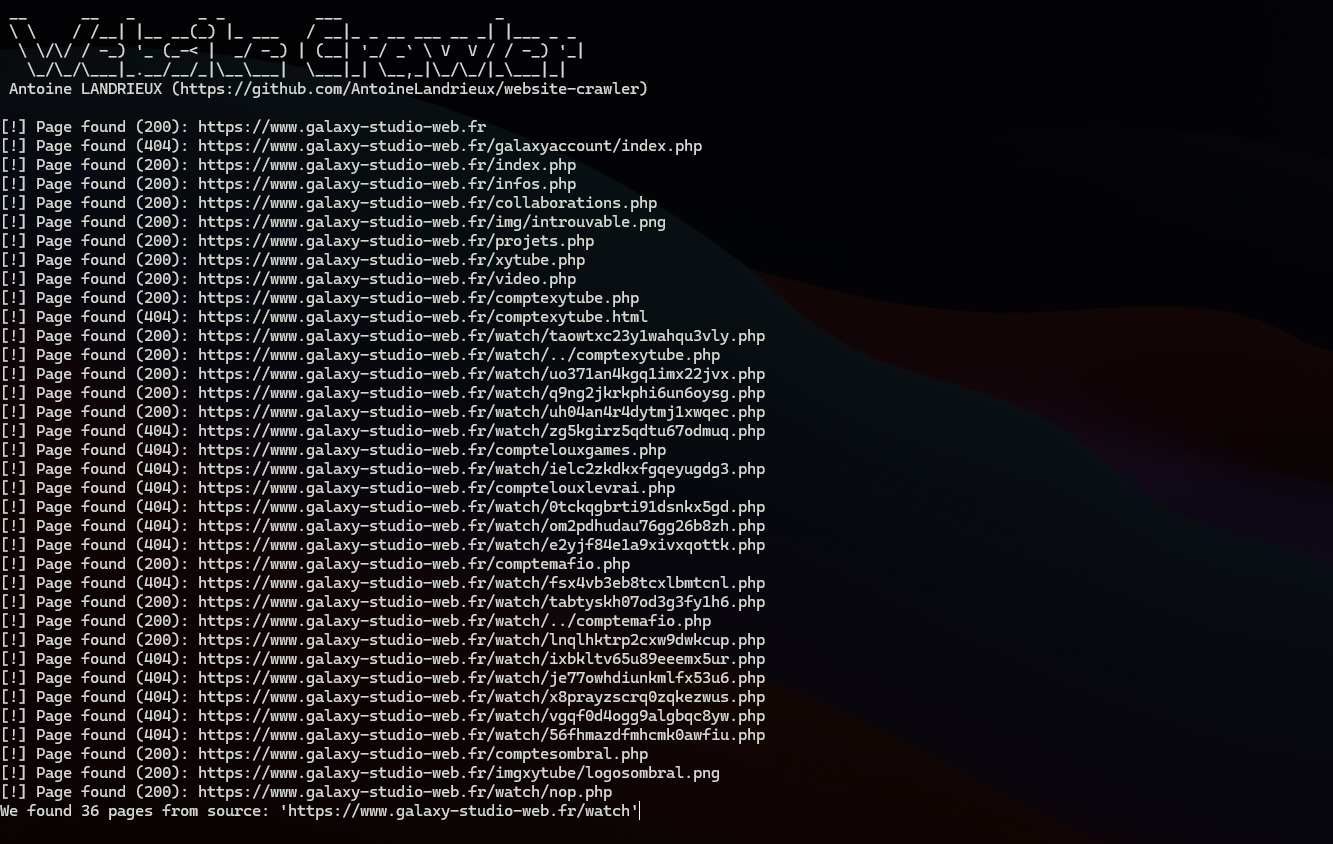 Website Crawler
Antoine LANDRIEUX (https://github.com/AntoineLandrieux/website-crawler)
[!] Page found (200): https://www.galaxy-studio-web.fr
[!] Page found (404): https://www.galaxy-studio-web.fr/galaxyaccount/index.php
[!] Page found (200): https://www.galaxy-studio-web.fr/index.php
[!] Page found (200): https://www.galaxy-studio-web.fr/infos.php
[!] Page found (200): https://www.galaxy-studio-web.fr/collaborations.php
[!] Page found (200): https://www.galaxy-studio-web.fr/img/introuvable.png
[!] Page found (200): https://www.galaxy-studio-web.fr/projets.php
[!] Page found (200): https://www.galaxy-studio-web.fr/xytube.php
[!] Page found (200): https://www.galaxy-studio-web.fr/video.php
[!] Page found (200): https://www.galaxy-studio-web.fr/comptexytube.php
[!] Page found (404): https://www.galaxy-studio-web.fr/comptexytube.html
[!] Page found (200): https://www.galaxy-studio-web.fr/watch/taowtxc23y1wahqu3vly.php
[!] Page found (200): https://www.galaxy-studio-web.fr/watch/../comptexytube.php
[!] Page found (200): https://www.galaxy-studio-web.fr/watch/uo371an4kgq1imx22jvx.php
[!] Page found (200): https://www.galaxy-studio-web.fr/watch/q9ng2jkrkphi6un6oysg.php
[!] Page found (200): https://www.galaxy-studio-web.fr/watch/uh04an4r4dytmj1xwqec.php
[!] Page found (404): https://www.galaxy-studio-web.fr/watch/zg5kgirz5qdtu67odmuq.php
[!] Page found (404): https://www.galaxy-studio-web.fr/comptelouxgames.php
[!] Page found (404): https://www.galaxy-studio-web.fr/watch/ielc2zkdkxfgqeyugdg3.php
[!] Page found (404): https://www.galaxy-studio-web.fr/comptelouxlevrai.php
[!] Page found (404): https://www.galaxy-studio-web.fr/watch/0tckqgbrti91dsnkx5gd.php
[!] Page found (404): https://www.galaxy-studio-web.fr/watch/om2pdhudau76gg26b8zh.php
[!] Page found (404): https://www.galaxy-studio-web.fr/watch/e2yjf84e1a9xivxqottk.php
[!] Page found (200): https://www.galaxy-studio-web.fr/comptemafio.php
[!] Page found (404): https://www.galaxy-studio-web.fr/watch/fsx4vb3eb8tcxlbmtcnl.php
[!] Page found (200): https://www.galaxy-studio-web.fr/watch/tabtyskh07od3g3fy1h6.php
[!] Page found (200): https://www.galaxy-studio-web.fr/watch/../comptemafio.php
[!] Page found (200): https://www.galaxy-studio-web.fr/watch/lnqlhktrp2cxw9dwkcup.php
[!] Page found (404): https://www.galaxy-studio-web.fr/watch/ixbkltv65u89eeemx5ur.php
[!] Page found (404): https://www.galaxy-studio-web.fr/watch/je77owhdiunkmlfx53u6.php
[!] Page found (404): https://www.galaxy-studio-web.fr/watch/x8prayzscrq0zqkezwus.php
[!] Page found (404): https://www.galaxy-studio-web.fr/watch/vgqf0d4ogg9algbqc8yw.php
[!] Page found (404): https://www.galaxy-studio-web.fr/watch/56fhmazdfmhcmk0awfiu.php
[!] Page found (200): https://www.galaxy-studio-web.fr/comptesombral.php
[!] Page found (200): https://www.galaxy-studio-web.fr/imgxytube/logosombral.png
[!] Page found (200): https://www.galaxy-studio-web.fr/watch/nop.php
We found 36 pages from source: 'https://www.galaxy-studio-web.fr/watch'